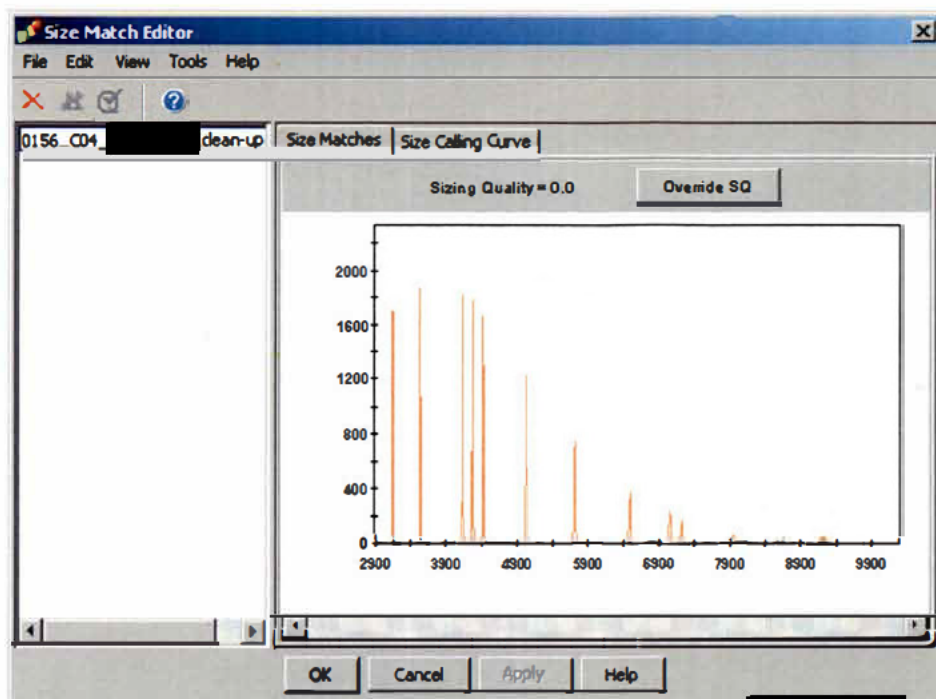 Size Match Editor
File Edit View Tools Help
0156_C04_ clean-up
Size Matches Size Calling Curve
Sizing Quality = 0.0 Override SQ
2000
1600
1200
800
400
0
2900 3900 4900 5900 6900 7900 8900 9900
OK Cancel Apply Help